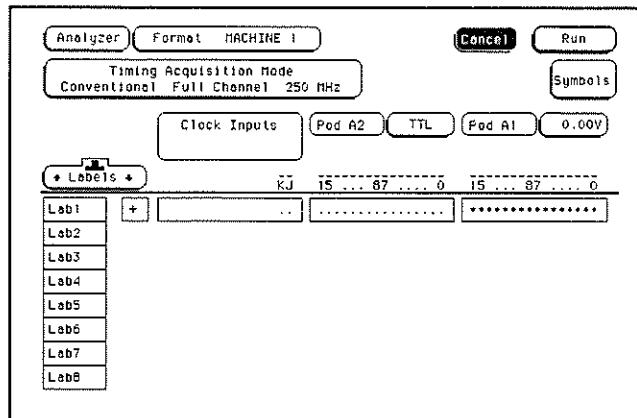 Analyzer Format MACHINE 1 Cancel Run
Timing Acquisition Mode
Conventional Full Channel 250 MHz
Symbols
Clock Inputs Pod A2 TTL Pod A1 0.00V
+ Labels +
KJ 15 ... 87 .... 0 15 ... 87 .... 0
Lab1 + .. ................ ****************
Lab2
Lab3
Lab4
Lab5
Lab6
Lab7
Lab8